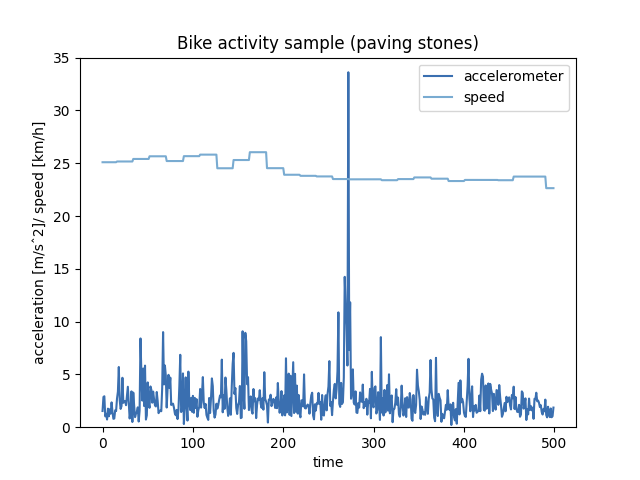 Bike activity sample (paving stones)
35
30
25
20
15
10
5
0
acceleration [m/sˆ2]/ speed [km/h]
accelerometer
speed
0 100 200 300 400 500
time